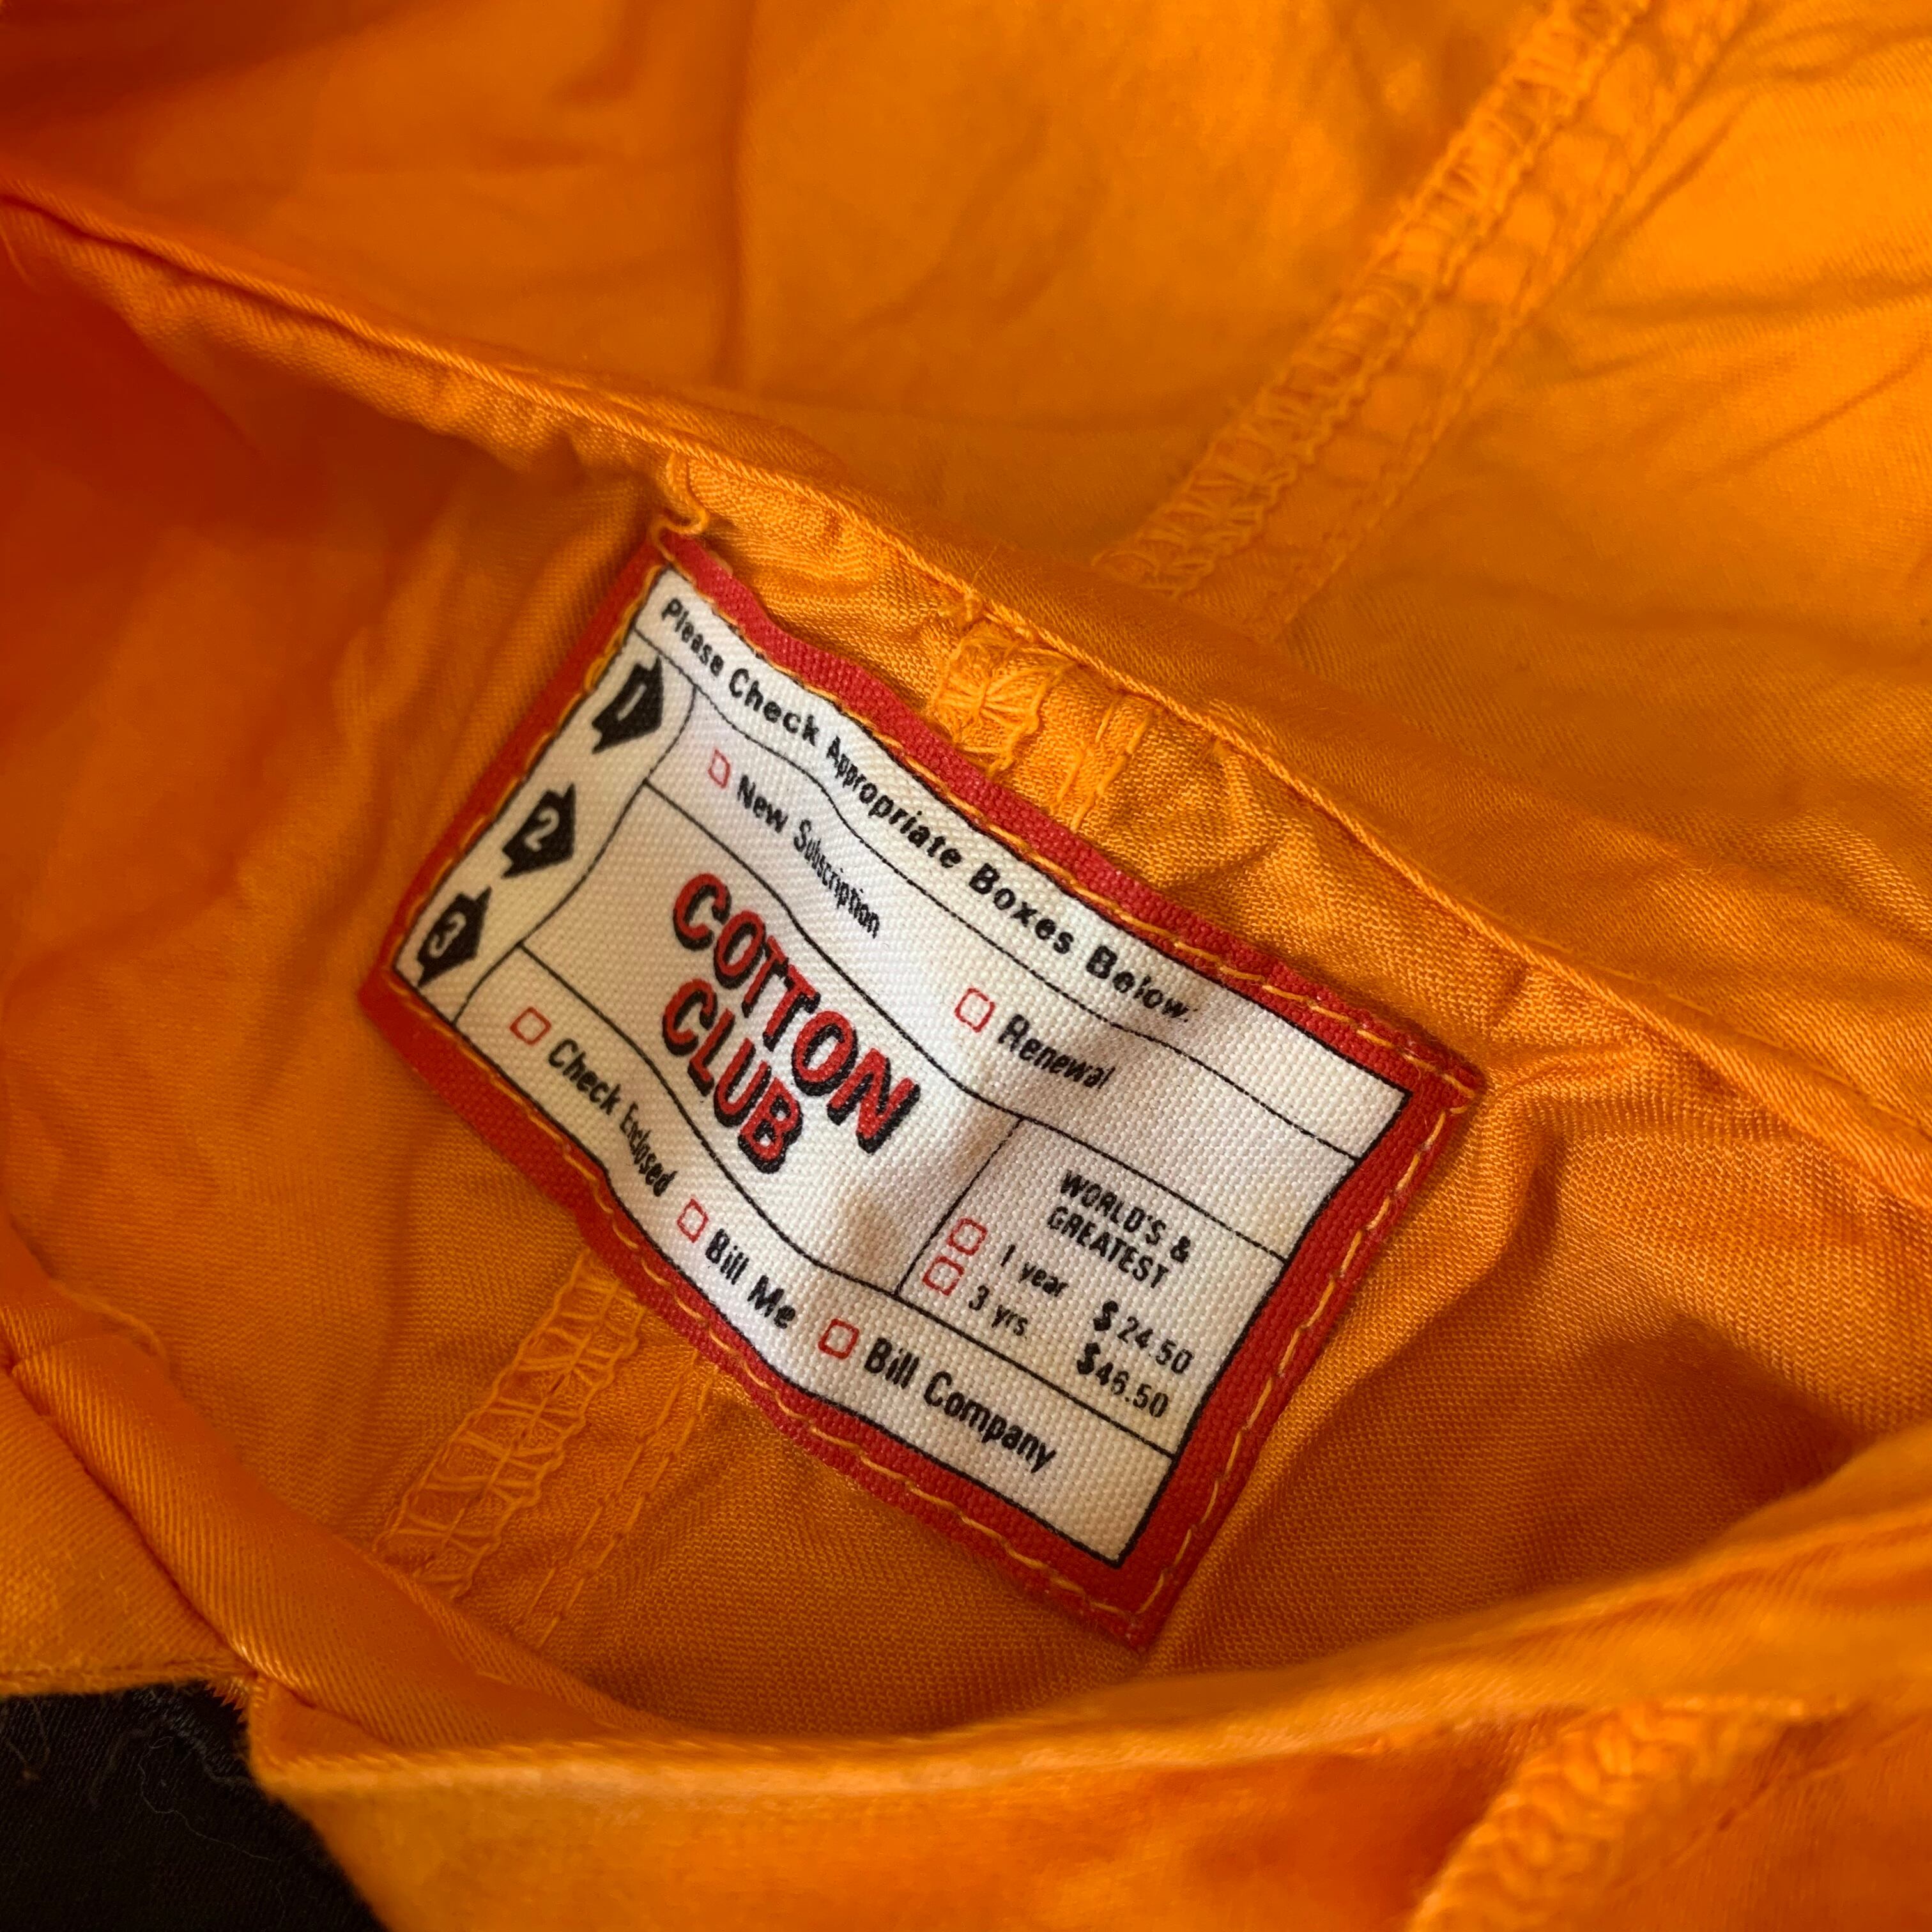 Please Check Appropriate Boxes Below:
1
New Subscription
Renewal
2
COTTON
CLUB
WORLD'S &
GREATEST
1 year $24.50
3 yrs $46.50
3
Check Enclosed
Bill Me
Bill Company